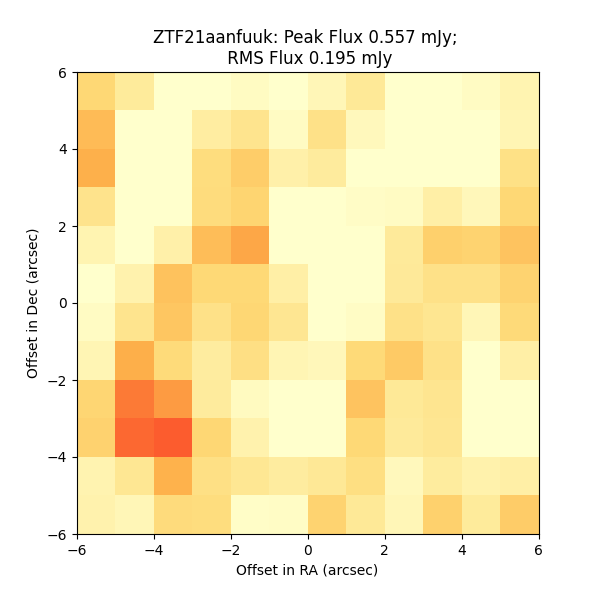 ZTF21aanfuuk: Peak Flux 0.557 mJy;
RMS Flux 0.195 mJy
6
4
2
0
−2
−4
−6
Offset in Dec (arcsec)
−6 −4 −2 0 2 4 6
Offset in RA (arcsec)